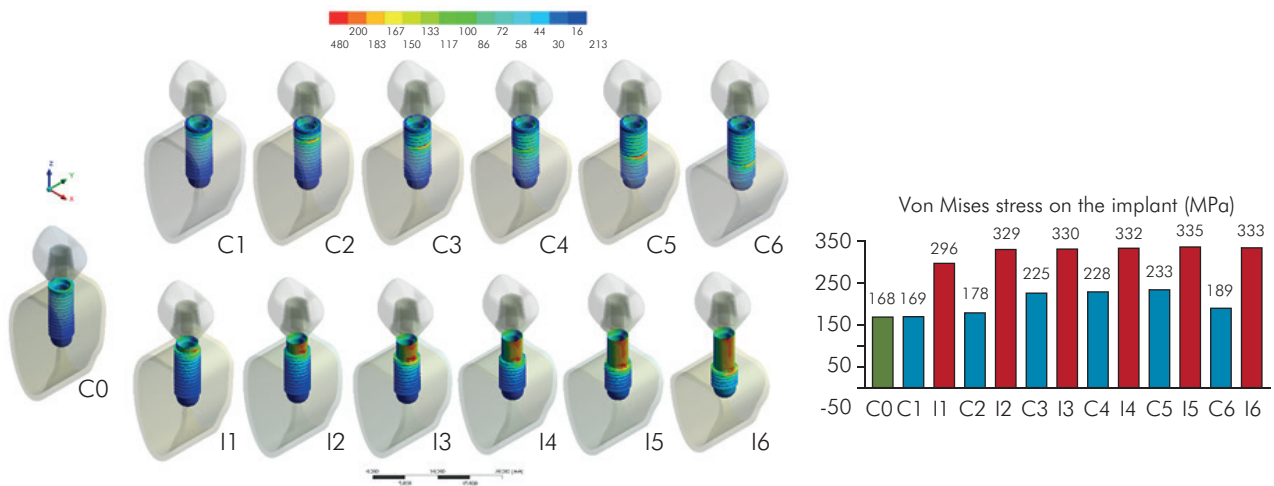 200 167 133 100 72 44 16
480 183 150 117 86 58 30 213
Z
Y
X
C1 C2 C3 C4 C5 C6
C0
I1 I2 I3 I4 I5 I6
Von Mises stress on the implant (MPa)
350
250
150
50
-50
168 169 296 178 329 225 330 228 332 233 335 189 333
C0 C1 I1 C2 I2 C3 I3 C4 I4 C5 I5 C6 I6